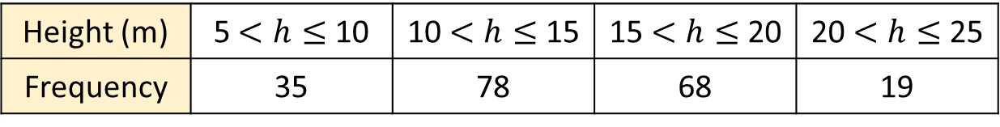 Height (m) 5 < h ≤ 10 10 < h ≤ 15 15 < h ≤ 20 20 < h ≤ 25
Frequency 35 78 68 19